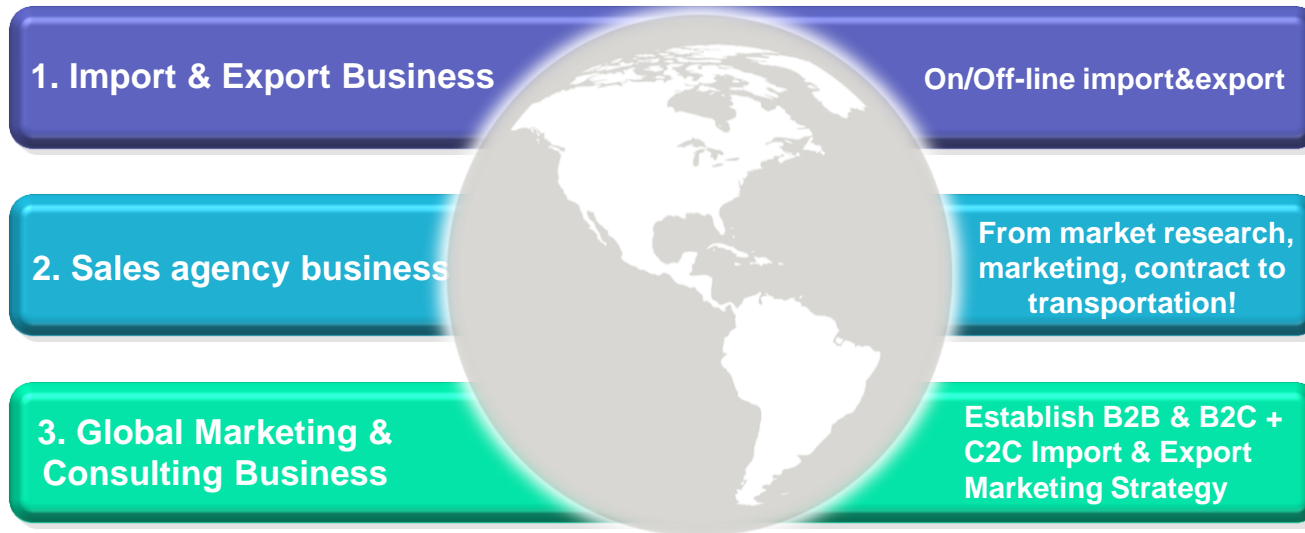 1. Import & Export Business
On/Off-line import&export
2. Sales agency business
From market research,
marketing, contract to
transportation!
3. Global Marketing &
Consulting Business
Establish B2B & B2C +
C2C Import & Export
Marketing Strategy